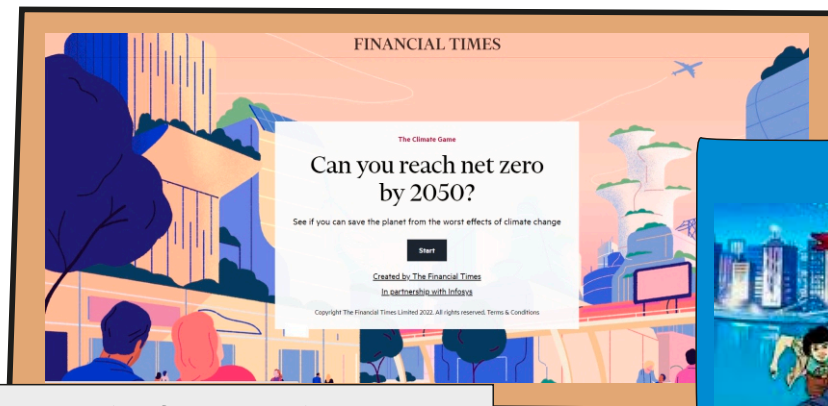 FINANCIAL TIMES
The Climate Game
Can you reach net zero
by 2050?
See if you can save the planet from the worst effects of climate change
Start
Created by The Financial Times
In partnership with Infosys
Copyright The Financial Times Limited 2022. All rights reserved. Terms & Conditions